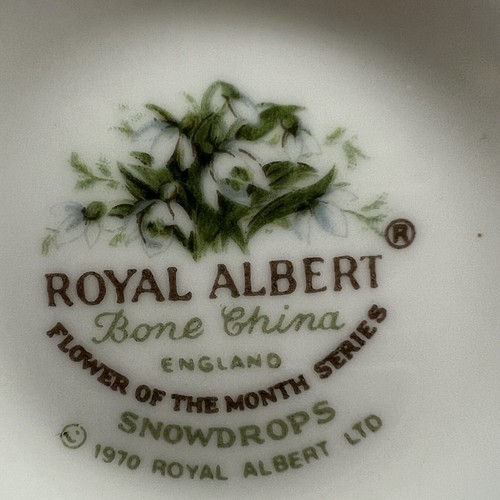 ®
ROYAL ALBERT
Bone China
ENGLAND
FLOWER OF THE MONTH SERIES
SNOWDROPS
© 1970 ROYAL ALBERT LTD